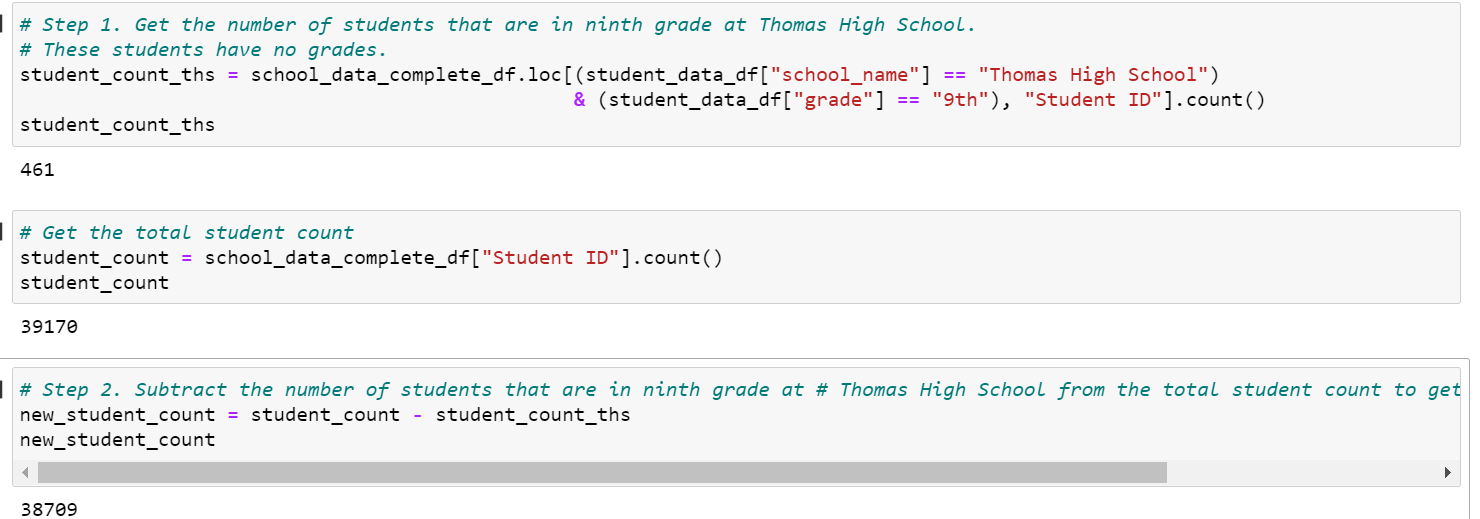 # Step 1. Get the number of students that are in ninth grade at Thomas High School.
# These students have no grades.
student_count_ths = school_data_complete_df.loc[(student_data_df["school_name"] == "Thomas High School")
& (student_data_df["grade"] == "9th"), "Student ID"].count()
student_count_ths
461
# Get the total student count
student_count = school_data_complete_df["Student ID"].count()
student_count
39170
# Step 2. Subtract the number of students that are in ninth grade at # Thomas High School from the total student count to get
new_student_count = student_count - student_count_ths
new_student_count
38709